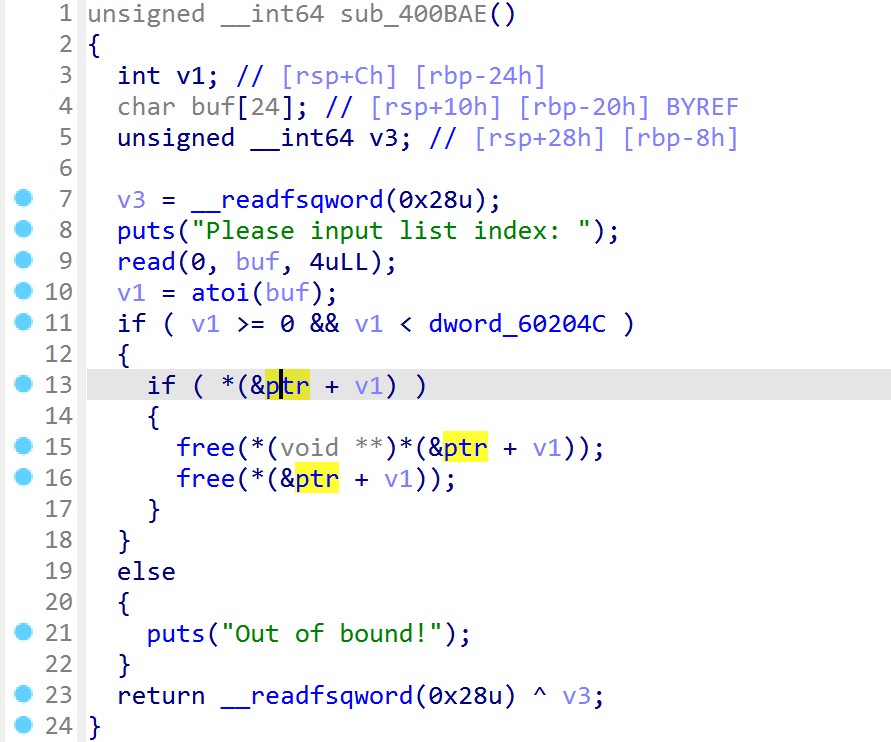 1 unsigned __int64 sub_400BAE()
2 {
3   int v1; // [rsp+Ch] [rbp-24h]
4   char buf[24]; // [rsp+10h] [rbp-20h] BYREF
5   unsigned __int64 v3; // [rsp+28h] [rbp-8h]
6
7   v3 = __readfsqword(0x28u);
8   puts("Please input list index: ");
9   read(0, buf, 4uLL);
10   v1 = atoi(buf);
11   if ( v1 >= 0 && v1 < dword_60204C )
12   {
13     if ( *(&ptr + v1) )
14     {
15       free(*(void **)*(&ptr + v1));
16       free(*(&ptr + v1));
17     }
18   }
19   else
20   {
21     puts("Out of bound!");
22   }
23   return __readfsqword(0x28u) ^ v3;
24 }